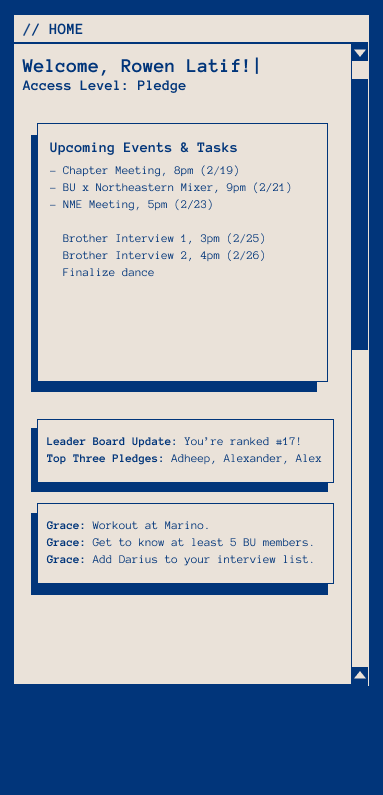 // HOME
Welcome, Rowen Latif!|
Access Level: Pledge
Upcoming Events & Tasks
- Chapter Meeting, 8pm (2/19)
- BU x Northeastern Mixer, 9pm (2/21)
- NME Meeting, 5pm (2/23)
Brother Interview 1, 3pm (2/25)
Brother Interview 2, 4pm (2/26)
Finalize dance
Leader Board Update: You're ranked #17!
Top Three Pledges: Adheep, Alexander, Alex
Grace: Workout at Marino.
Grace: Get to know at least 5 BU members.
Grace: Add Darius to your interview list.